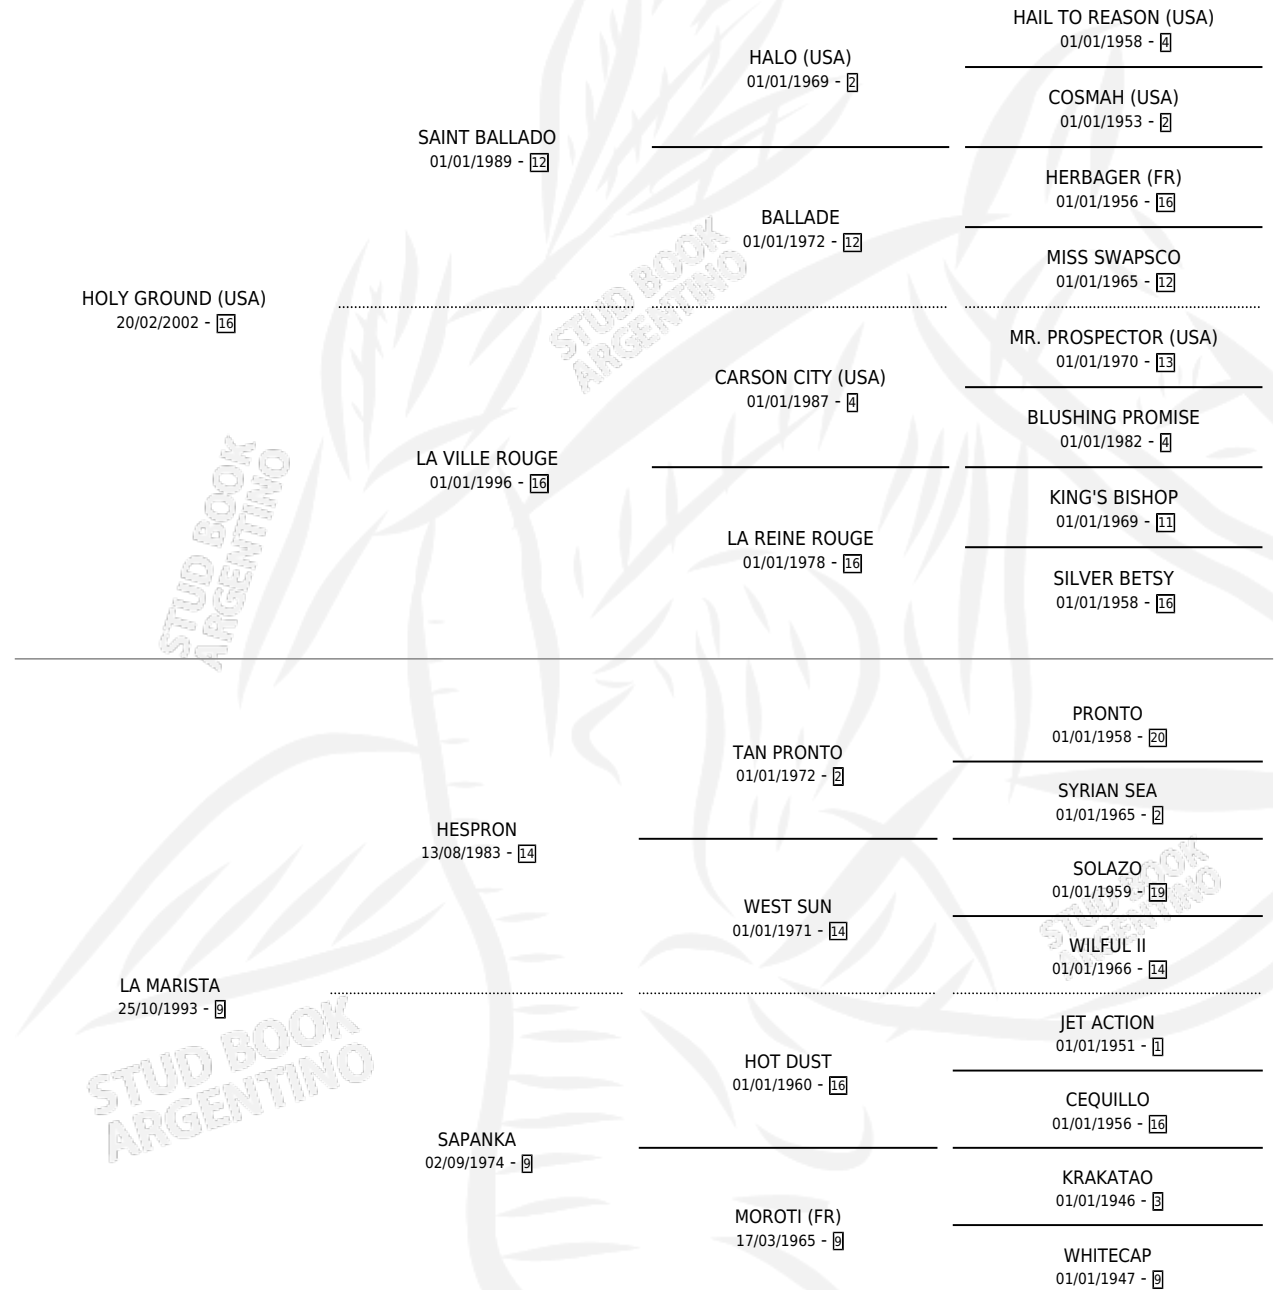 HAIL TO REASON (USA)
01/01/1958 - 4
HALO (USA)
01/01/1969 - 2
COSMAH (USA)
01/01/1953 - 2
SAINT BALLADO
01/01/1989 - 12
HERBAGER (FR)
01/01/1956 - 16
BALLADE
01/01/1972 - 12
MISS SWAPSCO
01/01/1965 - 12
HOLY GROUND (USA)
20/02/2002 - 16
MR. PROSPECTOR (USA)
01/01/1970 - 13
CARSON CITY (USA)
01/01/1987 - 4
BLUSHING PROMISE
01/01/1982 - 4
LA VILLE ROUGE
01/01/1996 - 16
KING'S BISHOP
01/01/1969 - 11
LA REINE ROUGE
01/01/1978 - 16
SILVER BETSY
01/01/1958 - 16
STUD BOOK
ARGENTINO
STUD BOOK
ARGENTINO
PRONTO
01/01/1958 - 20
TAN PRONTO
01/01/1972 - 2
SYRIAN SEA
01/01/1965 - 2
HESPRON
13/08/1983 - 14
SOLAZO
01/01/1959 - 19
WEST SUN
01/01/1971 - 14
WILFUL II
01/01/1966 - 14
LA MARISTA
25/10/1993 - 9
JET ACTION
01/01/1951 - 1
HOT DUST
01/01/1960 - 16
CEQUILLO
01/01/1956 - 16
SAPANKA
02/09/1974 - 9
KRAKATAO
01/01/1946 - 3
MOROTI (FR)
17/03/1965 - 9
WHITECAP
01/01/1947 - 9
STUD BOOK
ARGENTINO
STUD BOOK
ARGENTINO